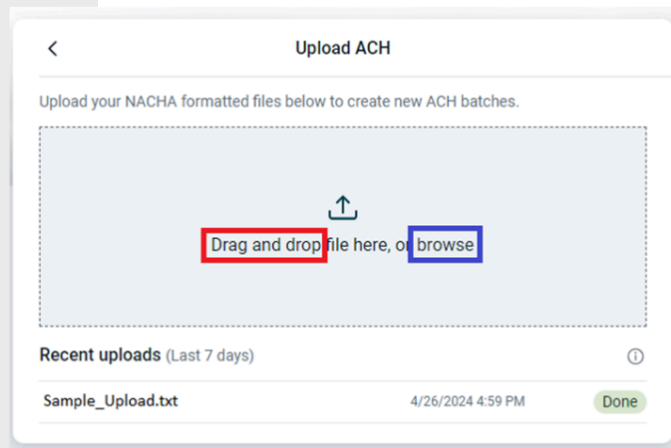 Upload ACH
Upload your NACHA formatted files below to create new ACH batches.
Drag and drop file here, or browse
Recent uploads (Last 7 days)
Sample_Upload.txt 4/26/2024 4:59 PM Done